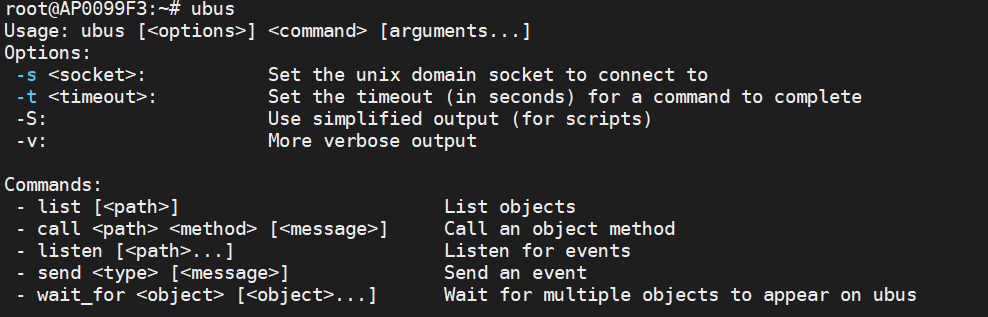 root@AP0099F3:~# ubus
Usage: ubus [<options>] <command> [arguments...]
Options:
 -s <socket>:           Set the unix domain socket to connect to
 -t <timeout>:          Set the timeout (in seconds) for a command to complete
 -S:                    Use simplified output (for scripts)
 -v:                    More verbose output

Commands:
 - list [<path>]                        List objects
 - call <path> <method> [<message>]     Call an object method
 - listen [<path>...]                   Listen for events
 - send <type> [<message>]              Send an event
 - wait_for <object> [<object>...]      Wait for multiple objects to appear on ubus